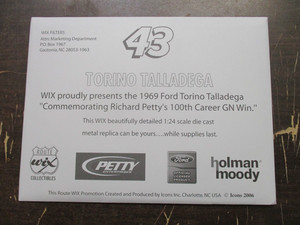 43
WIX FILTERS
Attn: Marketing Department
P.O. Box 1967
Gastonia, NC 28053-1963
TORINO TALLADEGA
WIX proudly presents the 1969 Ford Torino Talladega
"Commemorating Richard Petty's 100th Career GN Win."
This WIX beautifully detailed 1:24 scale die-cast
metal replica can be yours.....while supplies last.
wix
COLLECTIBLES
PETTY
Ford
holman
moody
This Route WIX Promotion Created and Produced by Icons Inc. Charlotte, NC USA © Icons 2006